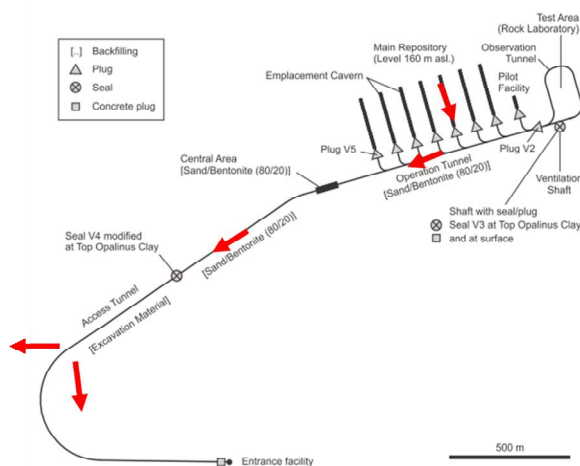 [..] Backfilling
Plug
Seal
Concrete plug
Test Area
(Rock Laboratory)
Observation
Tunnel
Main Repository
(Level 160 m asl.)
Emplacement Cavern
Pilot
Facility
Plug V5
Plug V2
Operation Tunnel
[Sand/Bentonite (80/20)]
Central Area
[Sand/Bentonite (80/20)]
Ventilation
Shaft
Shaft with seal/plug
Seal V3 at Top Opalinus Clay
and at surface
Seal V4 modified
at Top Opalinus Clay
[Sand/Bentonite (80/20)]
Access Tunnel
[Excavation Material]
Entrance facility
500 m